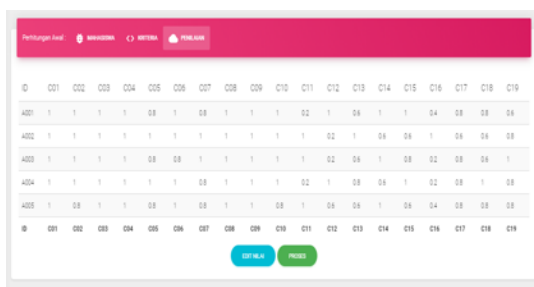 Perhitungan Awal : MAHASISWA <> KRITERIA PENILAIAN
ID C01 C02 C03 C04 C05 C06 C07 C08 C09 C10 C11 C12 C13 C14 C15 C16 C17 C18 C19
A001 1 1 1 1 0.8 1 0.8 1 1 1 0.2 1 0.6 1 1 0.4 0.8 0.8 0.6
A002 1 1 1 1 1 1 1 1 1 1 1 0.2 1 0.6 0.6 1 0.6 0.6 0.8
A003 1 1 1 1 0.8 0.8 1 1 1 1 1 0.2 0.6 1 0.8 0.2 0.8 0.6 1
A004 1 1 1 1 1 1 0.8 1 1 1 0.2 1 0.8 0.6 1 0.2 0.8 1 0.8
A005 1 0.8 1 1 0.8 1 0.8 1 1 0.8 1 0.6 0.6 1 0.6 0.4 0.8 0.8 0.8
ID C01 C02 C03 C04 C05 C06 C07 C08 C09 C10 C11 C12 C13 C14 C15 C16 C17 C18 C19
EDIT NILAI PROSES